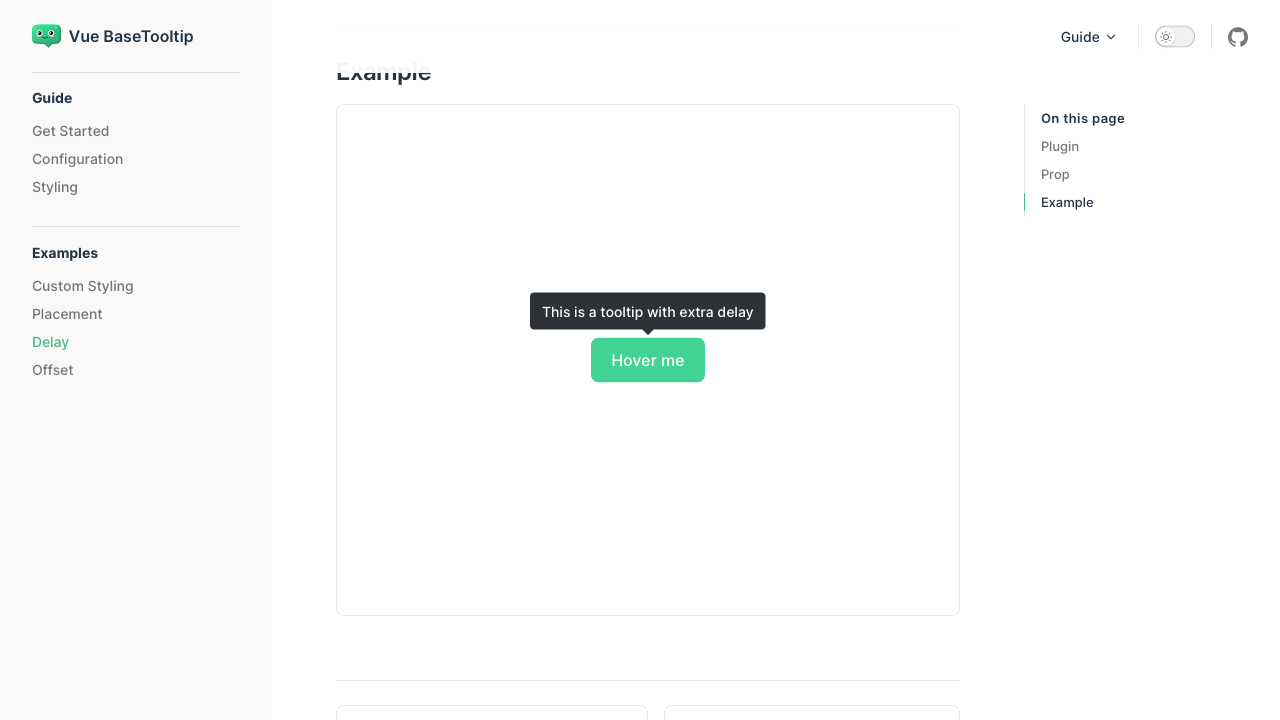 Vue BaseTooltip
Guide
Get Started
Configuration
Styling
Examples
Custom Styling
Placement
Delay
Offset
Guide
Example
This is a tooltip with extra delay
Hover me
On this page
Plugin
Prop
Example